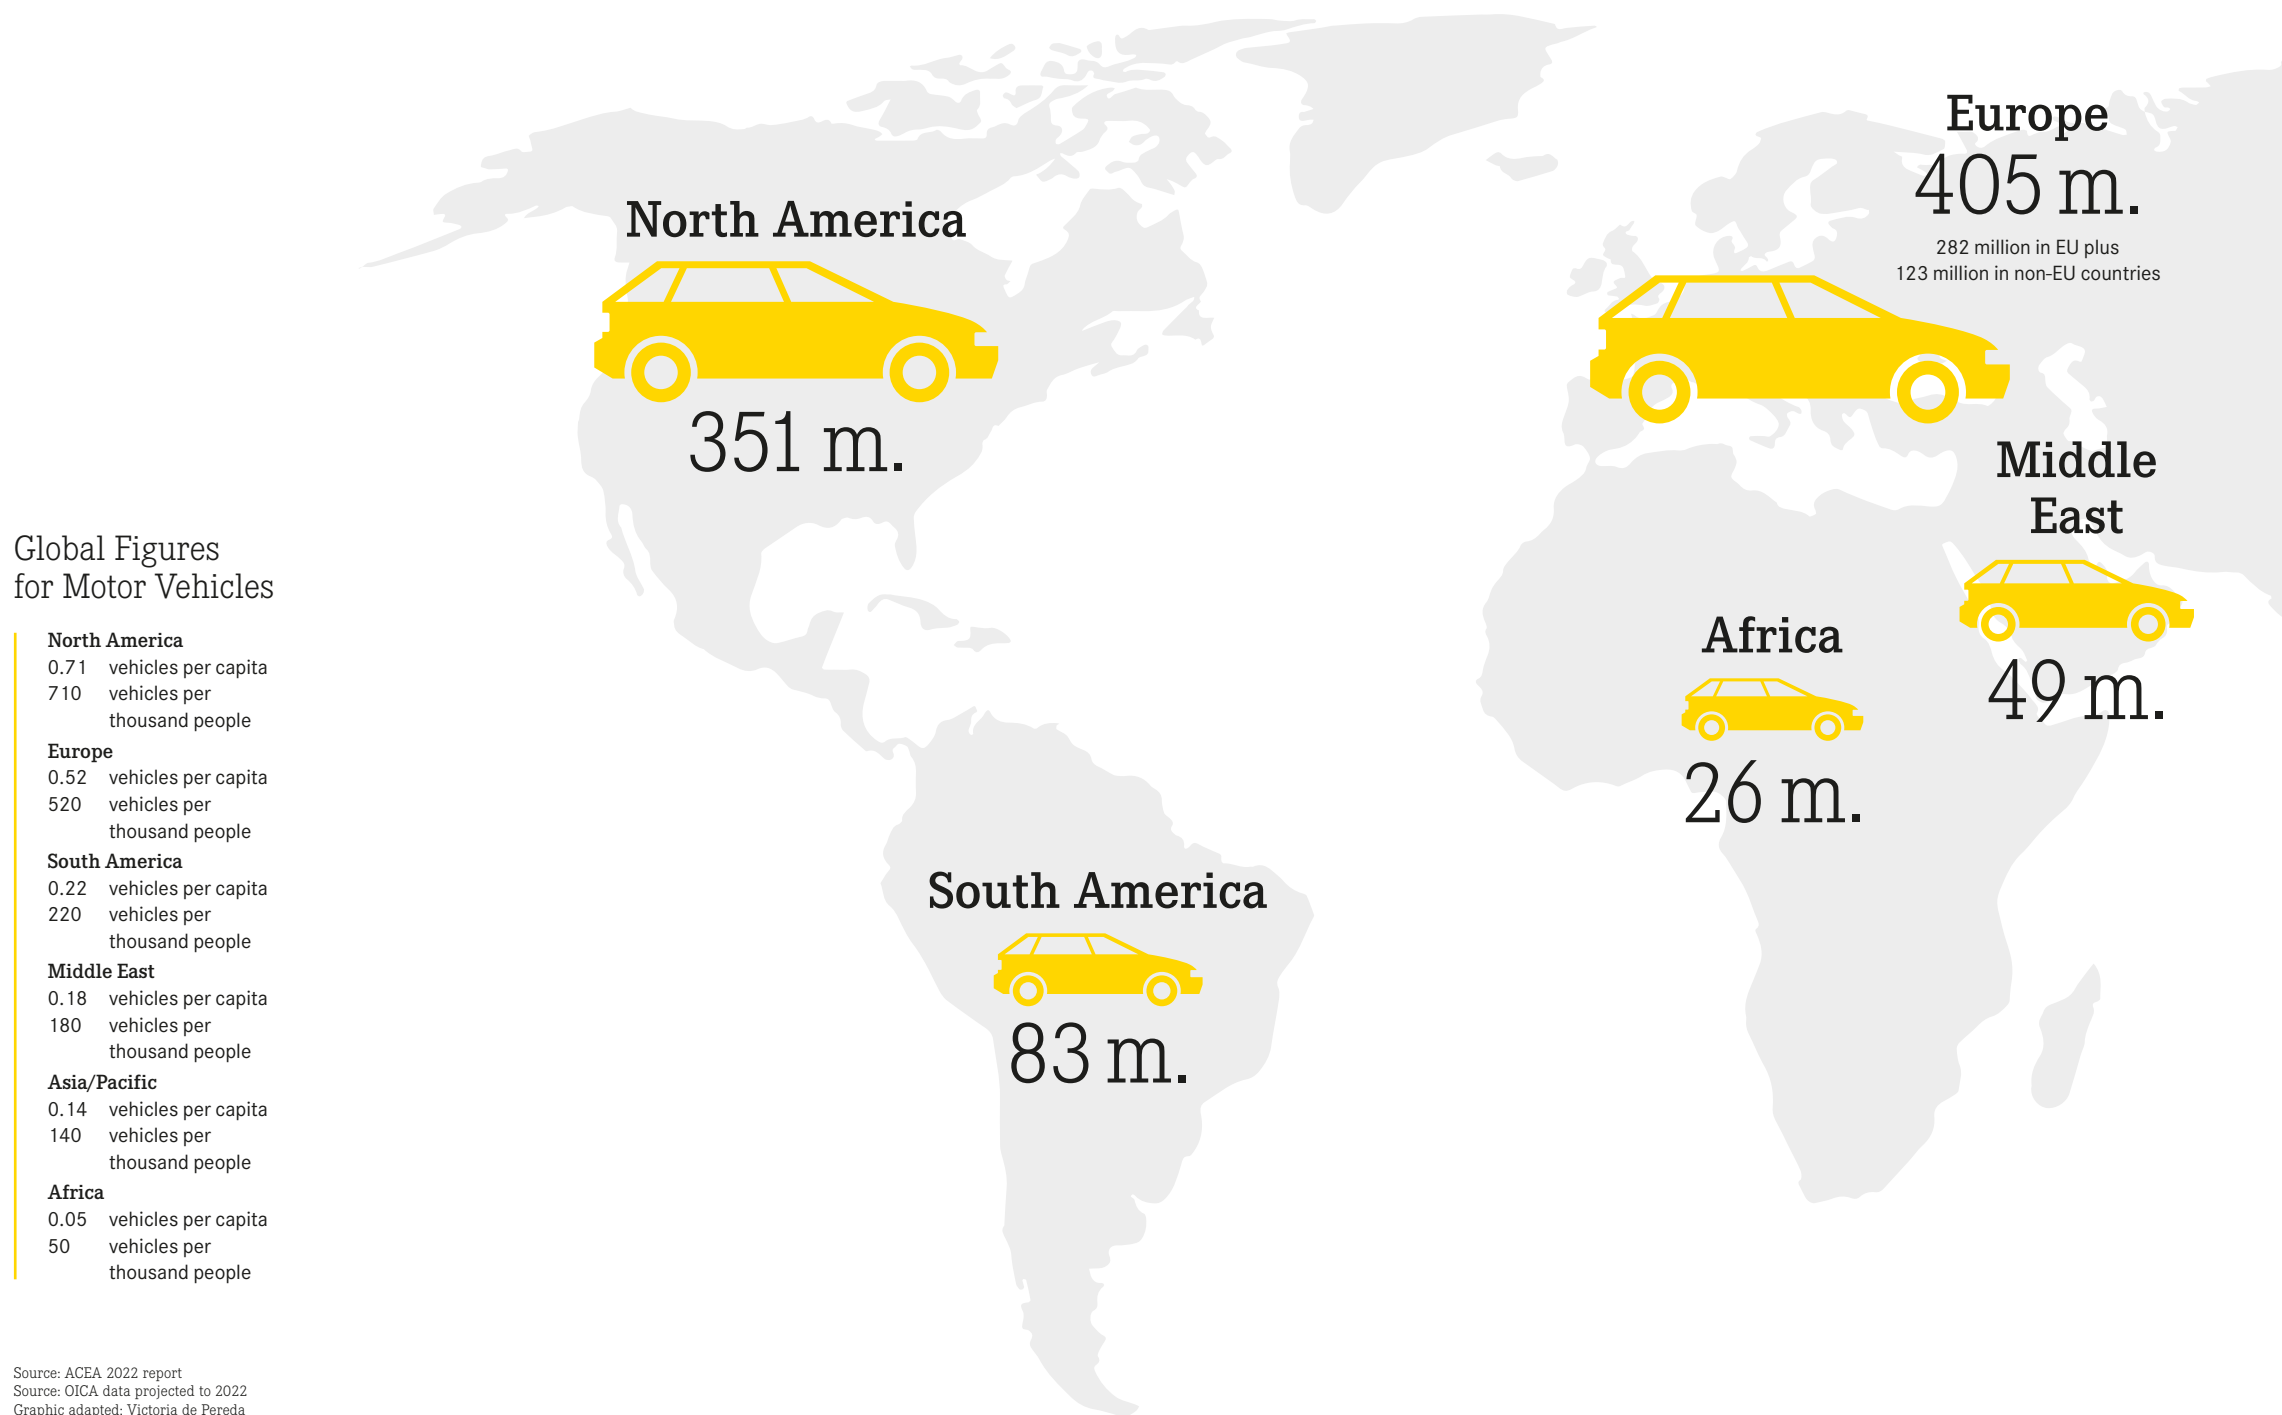 North America
351 m.
Europe
405 m.
282 million in EU plus
123 million in non-EU countries
Middle
East
49 m.
Africa
26 m.
South America
83 m.
Global Figures
for Motor Vehicles
North America
0.71 vehicles per capita
710 vehicles per
thousand people
Europe
0.52 vehicles per capita
520 vehicles per
thousand people
South America
0.22 vehicles per capita
220 vehicles per
thousand people
Middle East
0.18 vehicles per capita
180 vehicles per
thousand people
Asia/Pacific
0.14 vehicles per capita
140 vehicles per
thousand people
Africa
0.05 vehicles per capita
50 vehicles per
thousand people
Source: ACEA 2022 report
Source: OICA data projected to 2022
Graphic adapted: Victoria de Pereda